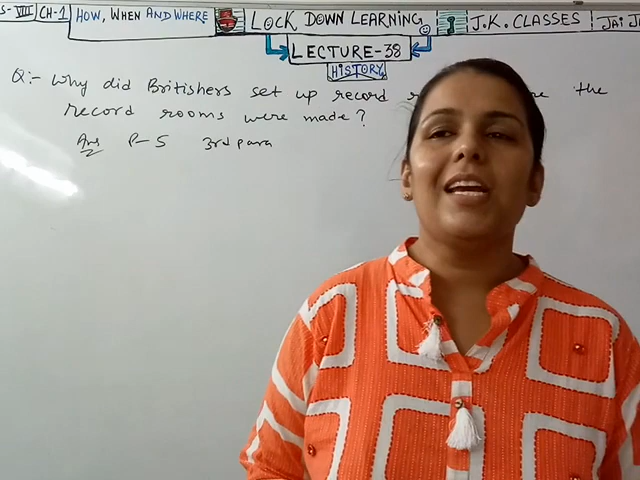 S-VIII CH-1 HOW, WHEN AND WHERE LOCK DOWN LEARNING J.K. CLASSES JAI
LECTURE-38
HISTORY
Q:- Why did Britishers set up record the
record rooms were made?
Ans P-5 3rd para